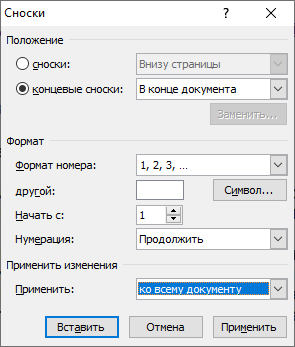 Сноски ? ×
Положение
сноски: Внизу страницы
концевые сноски: В конце документа
Заменить...
Формат
Формат номера: 1, 2, 3, ...
другой: Символ...
Начать с: 1
Нумерация: Продолжить
Применить изменения
Применить: ко всему документу
Вставить Отмена Применить